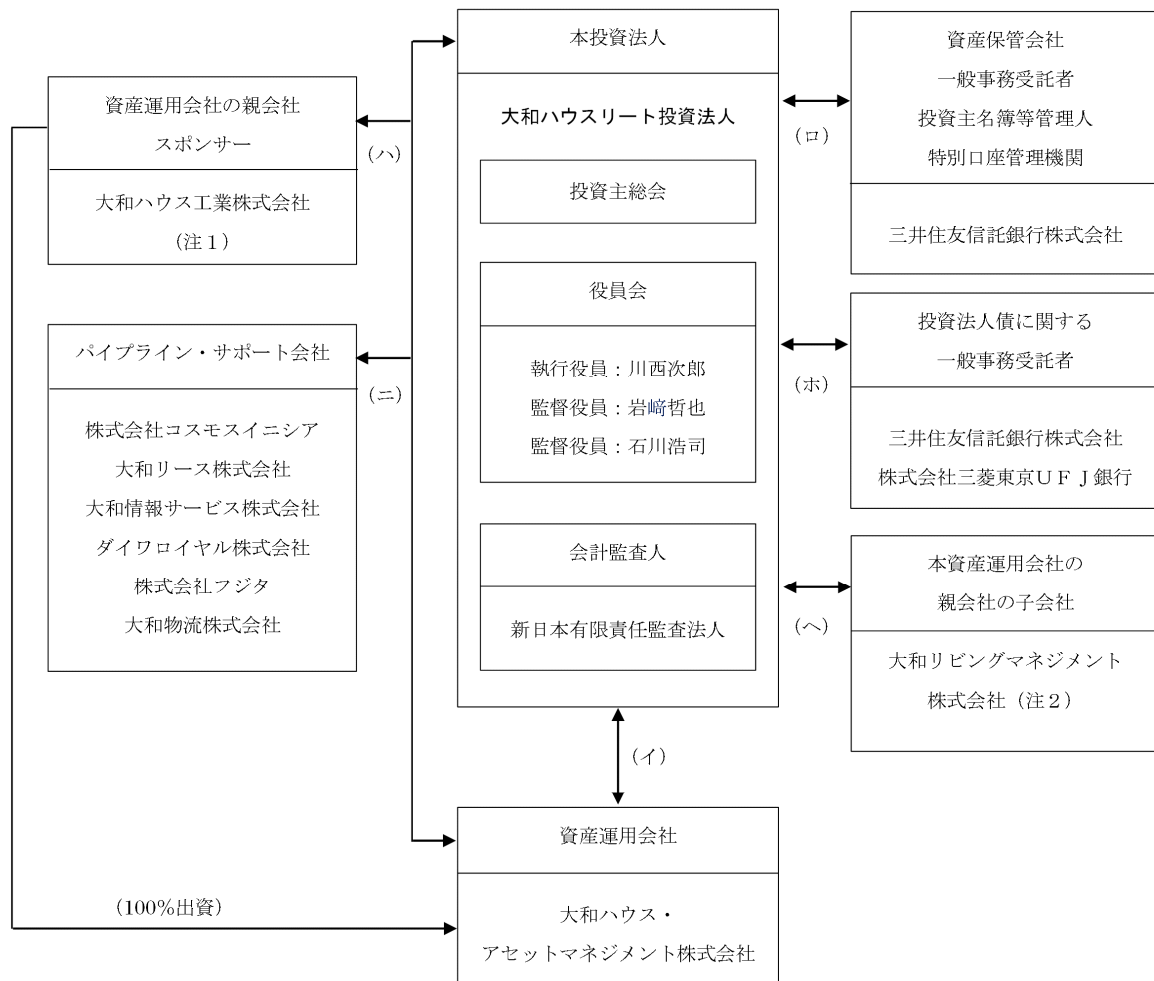 本投資法人
大和ハウスリート投資法人
投資主総会
役員会
執行役員：川西次郎
監督役員：岩﨑哲也
監督役員：石川浩司
会計監査人
新日本有限責任監査法人
資産運用会社の親会社
スポンサー
大和ハウス工業株式会社
（注１）
（ハ）
パイプライン・サポート会社
株式会社コスモスイニシア
大和リース株式会社
大和情報サービス株式会社
ダイワロイヤル株式会社
株式会社フジタ
大和物流株式会社
（ニ）
（ロ）
資産保管会社
一般事務受託者
投資主名簿等管理人
特別口座管理機関
三井住友信託銀行株式会社
（ホ）
投資法人債に関する
一般事務受託者
三井住友信託銀行株式会社
株式会社三菱東京ＵＦＪ銀行
（ヘ）
本資産運用会社の
親会社の子会社
大和リビングマネジメント
株式会社（注２）
（イ）
資産運用会社
大和ハウス・
アセットマネジメント株式会社
（100％出資）